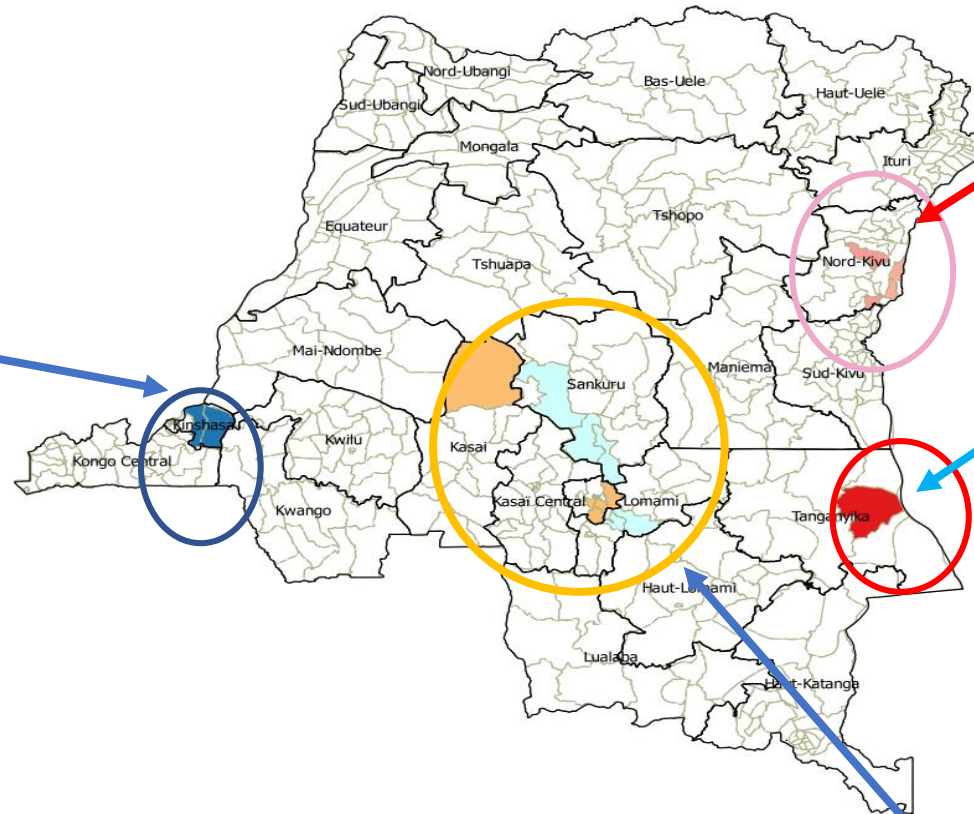 Nord-Ubangi
Bas-Uele
Haut-Uele
Sud-Ubangi
Mongala
Ituri
Equateur
Tshopo
Tshuapa
Nord-Kivu
Mai-Ndombe
Maniema
Sud-Kivu
Sankuru
Kinshasa
Kwilu
Kasai
Kongo Central
Kasaï Central
Lomami
Kwango
Tanganyika
Haut-Lomami
Lualaba
Haut-Katanga